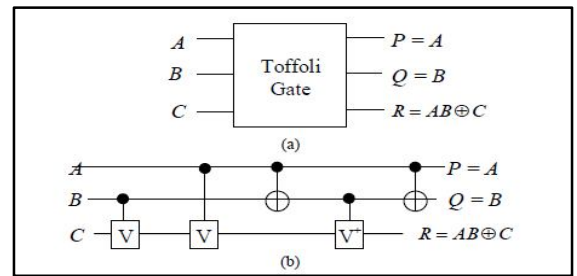 A P = A
B Toffoli Gate Q = B
C R = AB⊕C
(a)
A P = A
B Q = B
C V V V⁺ R = AB⊕C
(b)